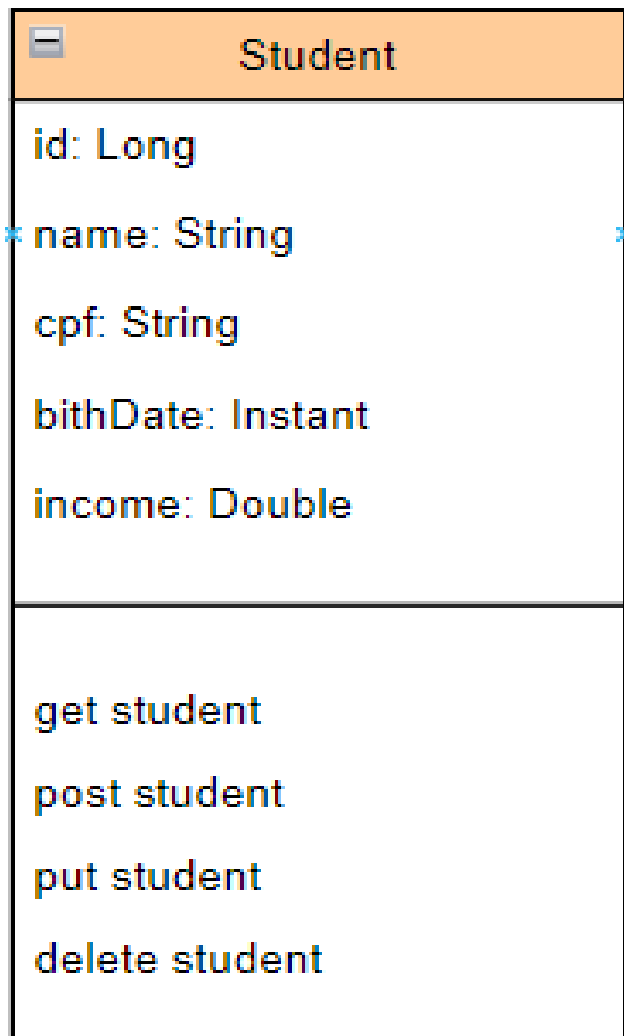 Student
id: Long
name: String
cpf: String
bithDate: Instant
income: Double
get student
post student
put student
delete student